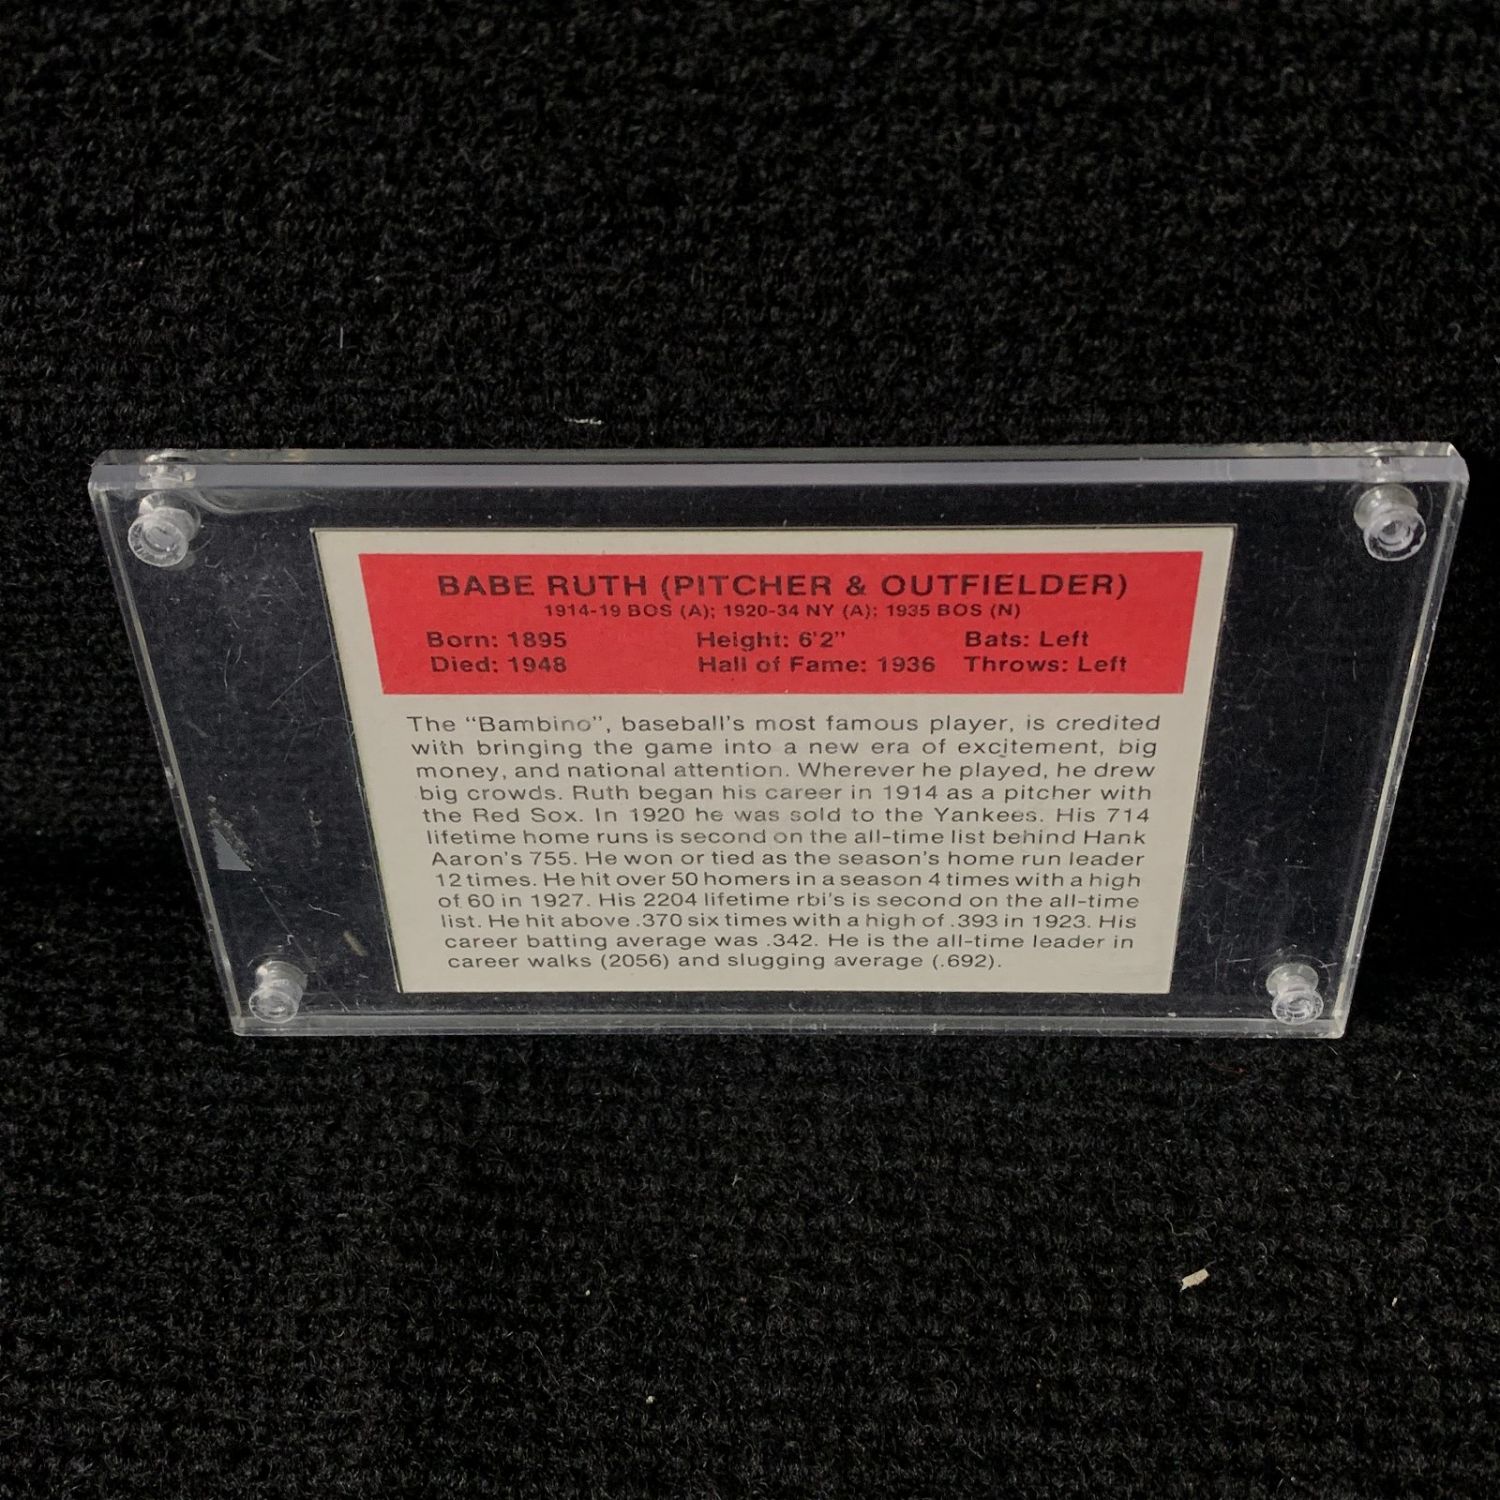 BABE RUTH (PITCHER & OUTFIELDER)
1914-19 BOS (A); 1920-34 NY (A); 1935 BOS (N)
Born: 1895 Height: 6'2" Bats: Left
Died: 1948 Hall of Fame: 1936 Throws: Left
The "Bambino", baseball's most famous player, is credited
with bringing the game into a new era of excitement, big
money, and national attention. Wherever he played, he drew
big crowds. Ruth began his career in 1914 as a pitcher with
the Red Sox. In 1920 he was sold to the Yankees. His 714
lifetime home runs is second on the all-time list behind Hank
Aaron's 755. He won or tied as the season's home run leader
12 times. He hit over 50 homers in a season 4 times with a high
of 60 in 1927. His 2204 lifetime rbi's is second on the all-time
list. He hit above .370 six times with a high of .393 in 1923. His
career batting average was .342. He is the all-time leader in
career walks (2056) and slugging average (.692).